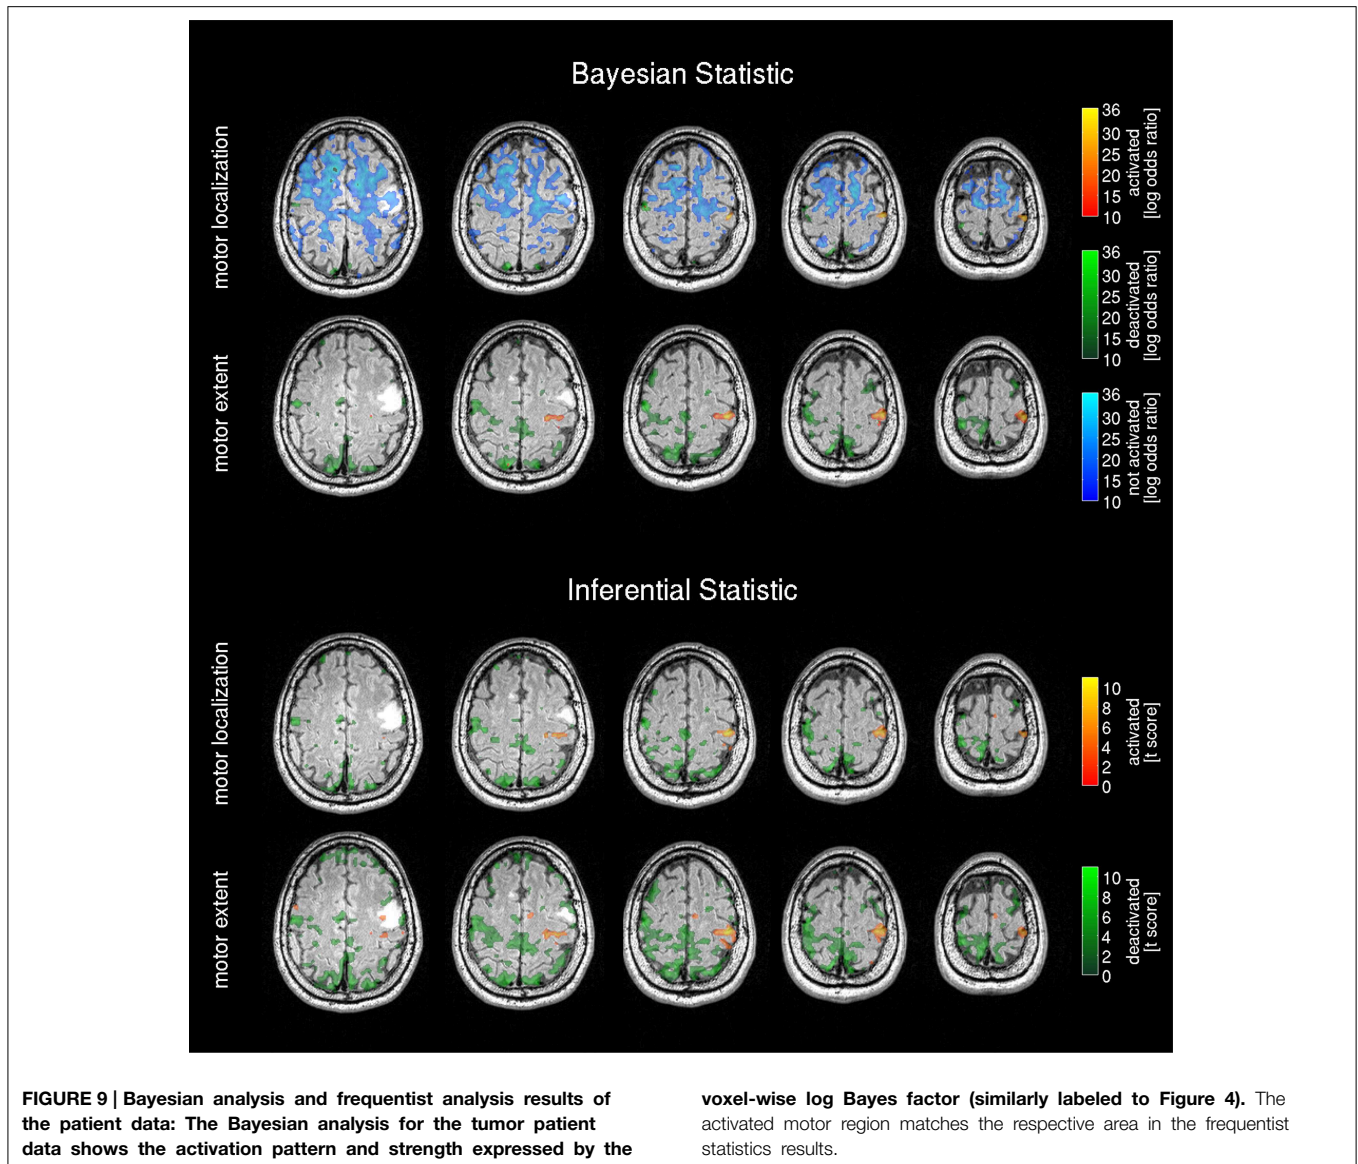 Bayesian Statistic
motor localization
motor extent
36
30
25
20
15
10
activated
[log odds ratio]
36
30
25
20
15
10
deactivated
[log odds ratio]
36
30
25
20
15
10
not activated
[log odds ratio]
Inferential Statistic
motor localization
motor extent
10
8
6
4
2
0
activated
[t score]
10
8
6
4
2
0
deactivated
[t score]
FIGURE 9 | Bayesian analysis and frequentist analysis results of
the patient data: The Bayesian analysis for the tumor patient
data shows the activation pattern and strength expressed by the
voxel-wise log Bayes factor (similarly labeled to Figure 4). The
activated motor region matches the respective area in the frequentist
statistics results.